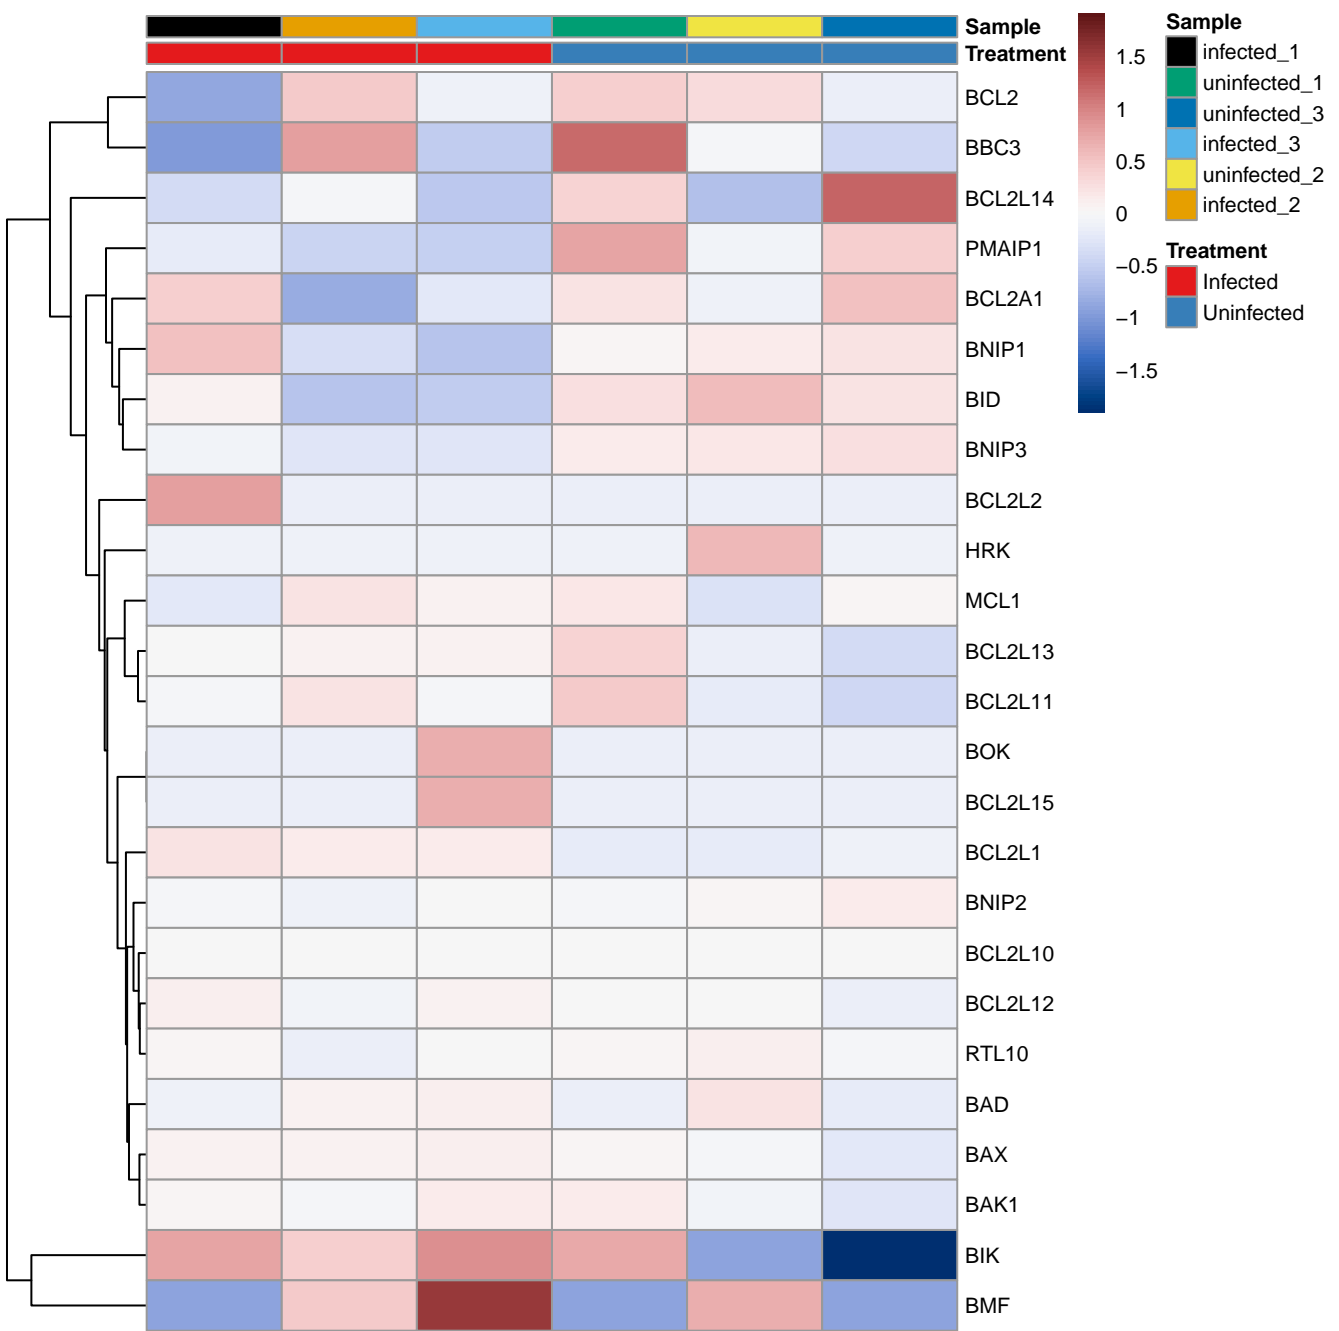 Sample
Treatment
BCL2
BBC3
BCL2L14
PMAIP1
BCL2A1
BNIP1
BID
BNIP3
BCL2L2
HRK
MCL1
BCL2L13
BCL2L11
BOK
BCL2L15
BCL2L1
BNIP2
BCL2L10
BCL2L12
RTL10
BAD
BAX
BAK1
BIK
BMF
1.5
1
0.5
0
−0.5
−1
−1.5
Sample
infected_1
uninfected_1
uninfected_3
infected_3
uninfected_2
infected_2
Treatment
Infected
Uninfected